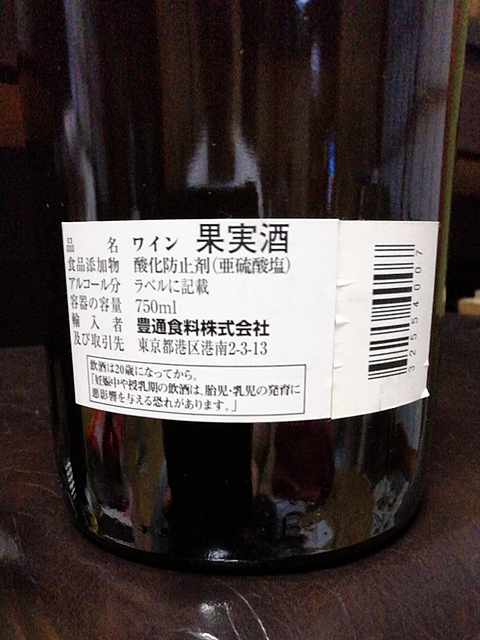 品名 ワイン 果実酒
食品添加物 酸化防止剤(亜硫酸塩)
アルコール分 ラベルに記載
容器の容量 750ml
輸入者 豊通食料株式会社
及び取引先 東京都港区港南2-3-13
飲酒は20歳になってから。
「妊娠中や授乳期の飲酒は、胎児・乳児の発育に
悪影響を与える恐れがあります。」
32554007